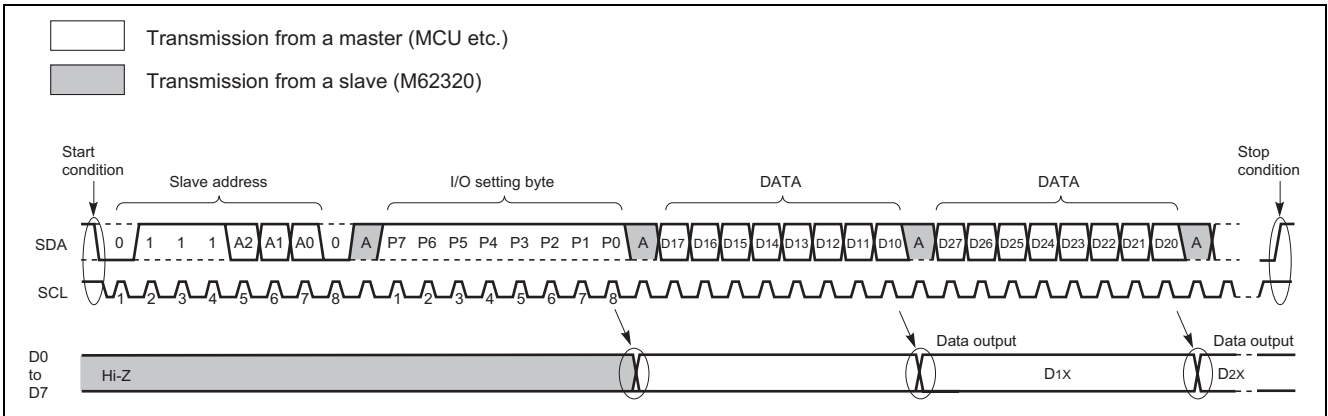 Transmission from a master (MCU etc.)
Transmission from a slave (M62320)
Start
condition
Slave address
I/O setting byte
DATA
DATA
Stop
condition
SDA 0 1 1 1 A2 A1 A0 0 A P7 P6 P5 P4 P3 P2 P1 P0 A D17 D16 D15 D14 D13 D12 D11 D10 A D27 D26 D25 D24 D23 D22 D21 D20 A
SCL 1 2 3 4 5 6 7 8 1 2 3 4 5 6 7 8
Data output
Data output
D0
to
D7
Hi-Z
D1X
D2X